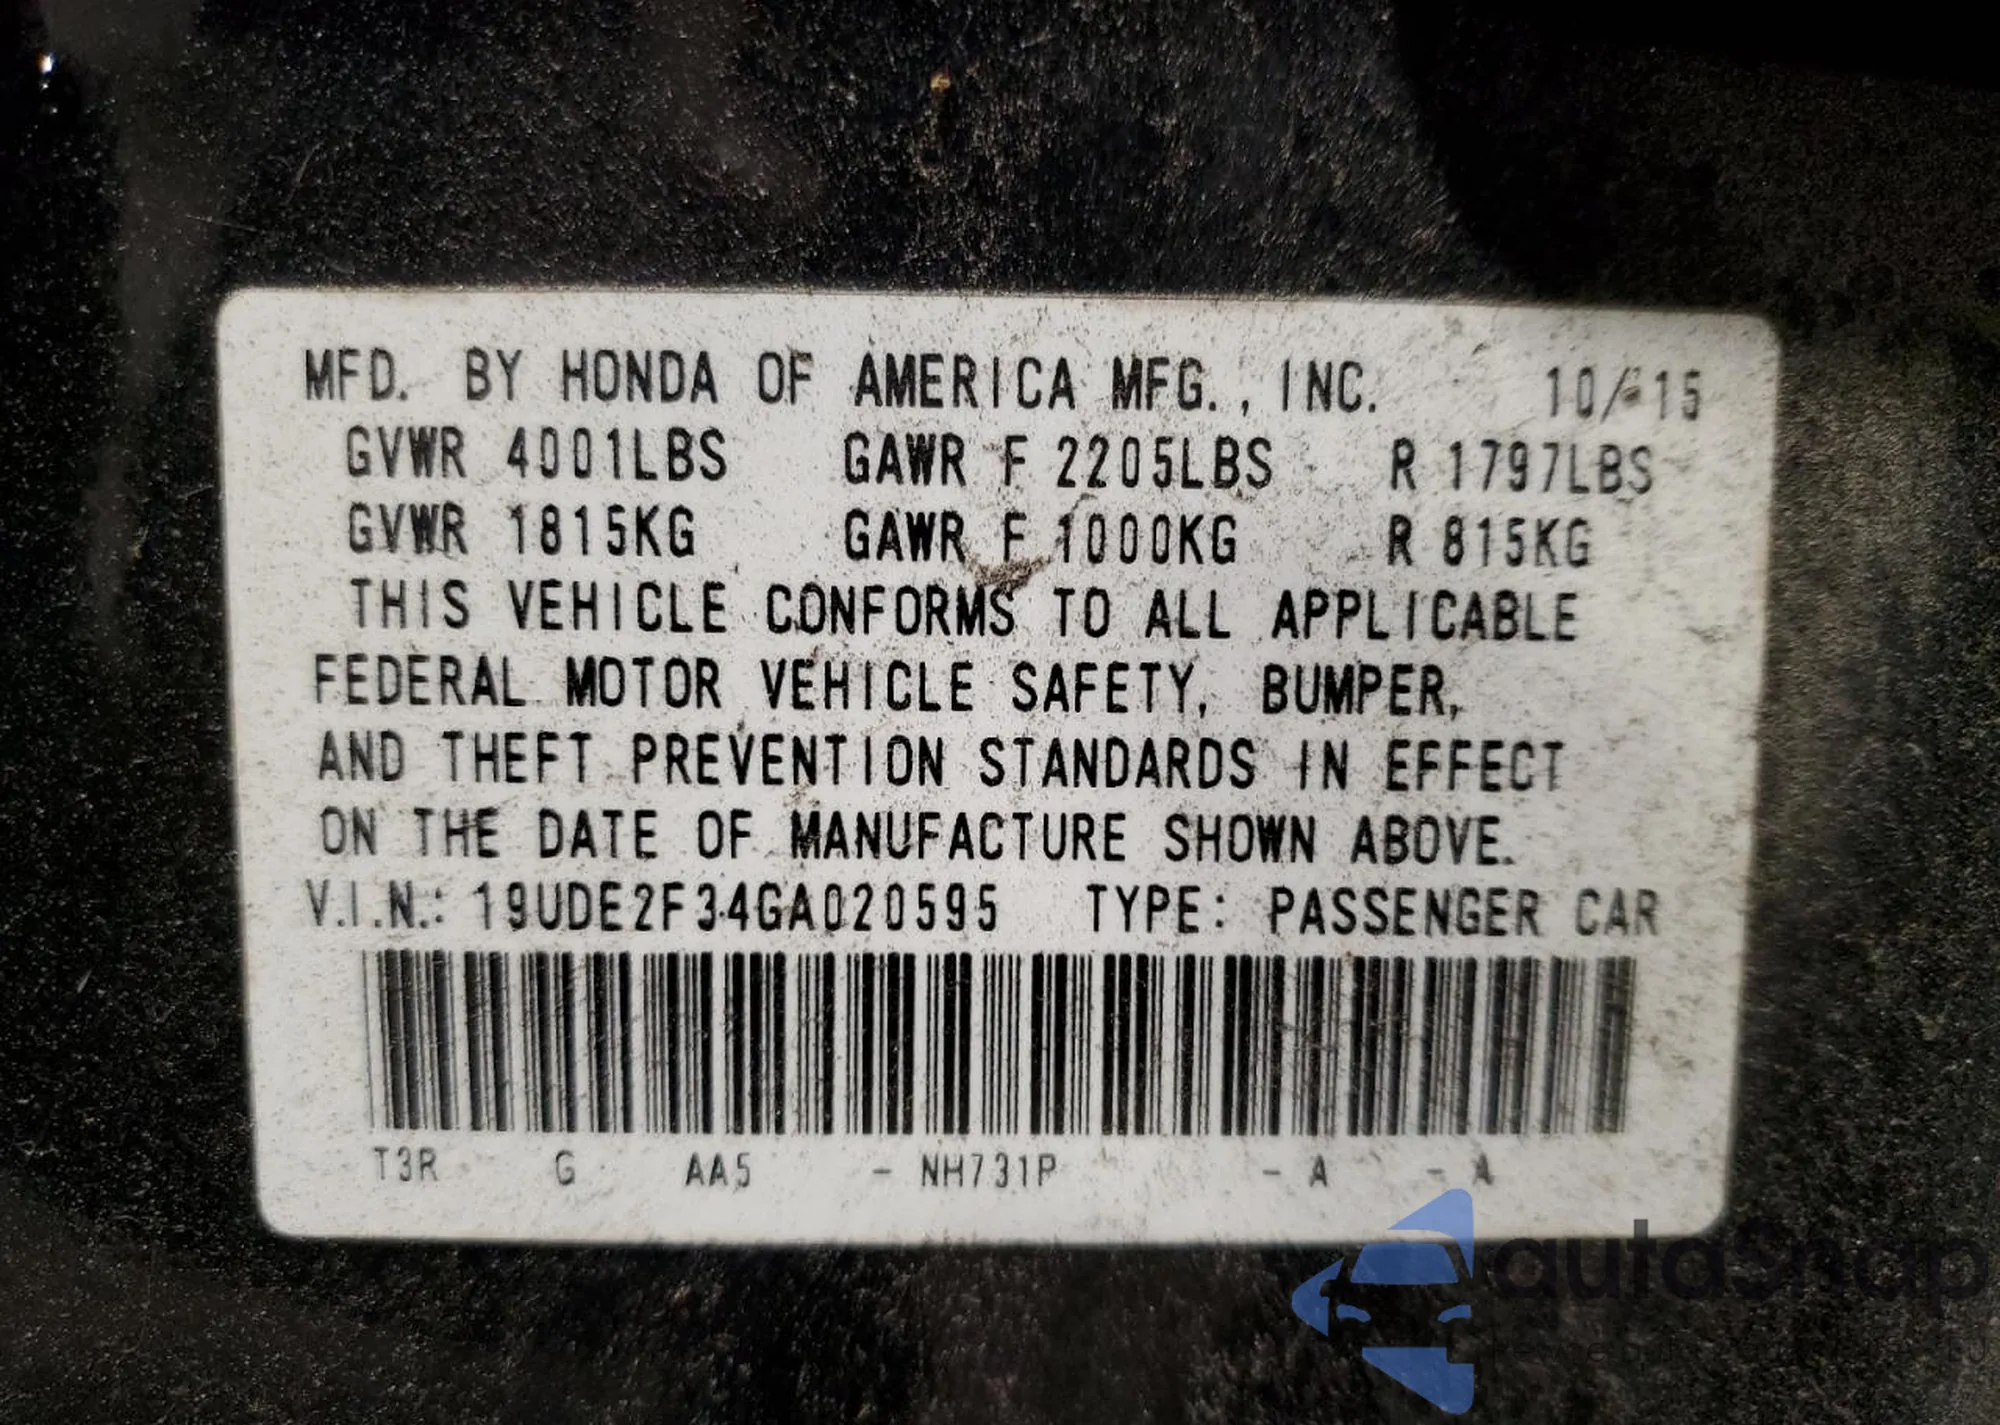 MFD. BY HONDA OF AMERICA MFG., INC. 10/15
GVWR 4001LBS GAWR F 2205LBS R 1797LBS
GVWR 1815KG GAWR F 1000KG R 815KG
THIS VEHICLE CONFORMS TO ALL APPLICABLE
FEDERAL MOTOR VEHICLE SAFETY, BUMPER,
AND THEFT PREVENTION STANDARDS IN EFFECT
ON THE DATE OF MANUFACTURE SHOWN ABOVE.
V.I.N.: 19UDE2F34GA020595 TYPE: PASSENGER CAR
T3R G AA5 - NH731P - A - A
autoSnap